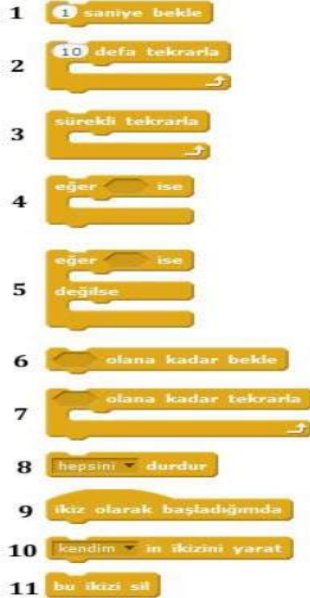 1 1 saniye bekle
2 10 defa tekrarla
3 sürekli tekrarla
4 eğer ise
5 eğer ise
değilse
6 olana kadar bekle
7 olana kadar tekrarla
8 hepsini durdur
9 ikiz olarak başladığımda
10 kendim in ikizini yarat
11 bu ikizi sil